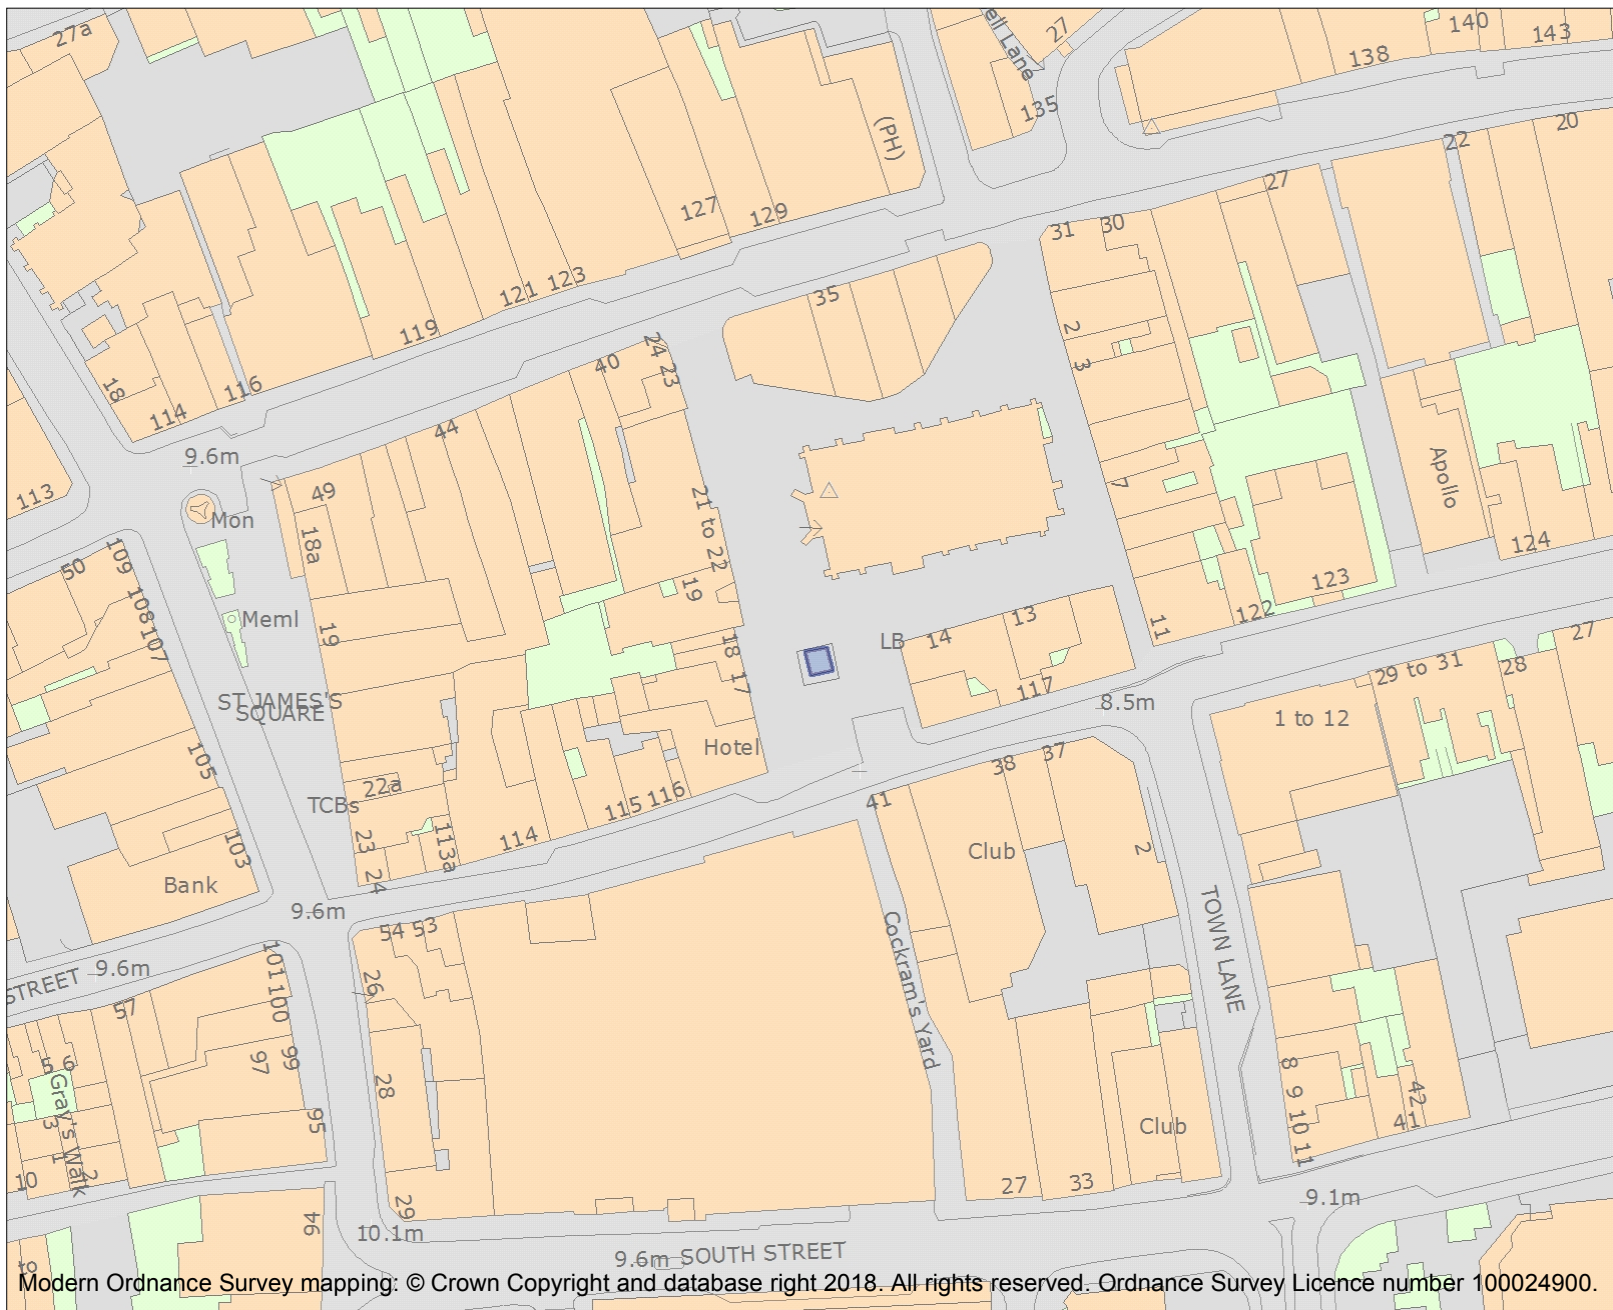 27a
ell Lane
27
140
143
138
135
(PH)
22
20
127
129
27
31
30
121
123
35
119
2
3
24
23
40
18
116
114
44
9.6m
113
49
Mon
7
Apollo
21 to 22
18a
109
50
108
107
Meml
19
19
124
123
122
11
13
14
LB
18
17
27
29 to 31
28
117
8.5m
ST JAMES'S
SQUARE
1 to 12
Hotel
105
38
37
22a
TCBs
115
116
41
114
113a
23
24
103
Club
2
Bank
9.6m
54
53
TOWN LANE
Cockram's Yard
STREET
9.6m
101
100
26
57
99
97
5
6
Gray's Walk
3
1
2
10
28
95
8
9
10
11
42
41
Club
27
33
29
94
10.1m
9.1m
9.6m
SOUTH STREET
to
Modern Ordnance Survey mapping: © Crown Copyright and database right 2018. All rights reserved. Ordnance Survey Licence number 100024900.